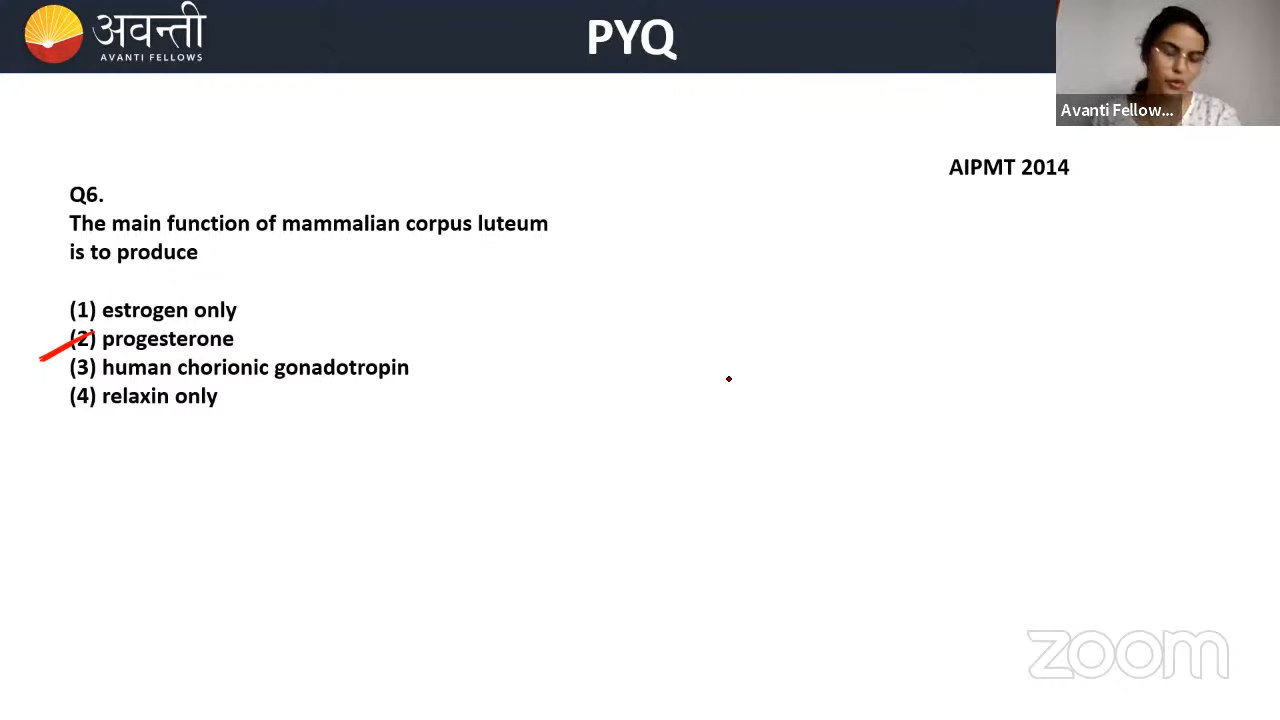 अवन्ती
AVANTI FELLOWS
PYQ
Avanti Fellow...
AIPMT 2014
Q6.
The main function of mammalian corpus luteum
is to produce
(1) estrogen only
(2) progesterone
(3) human chorionic gonadotropin
(4) relaxin only
zoom